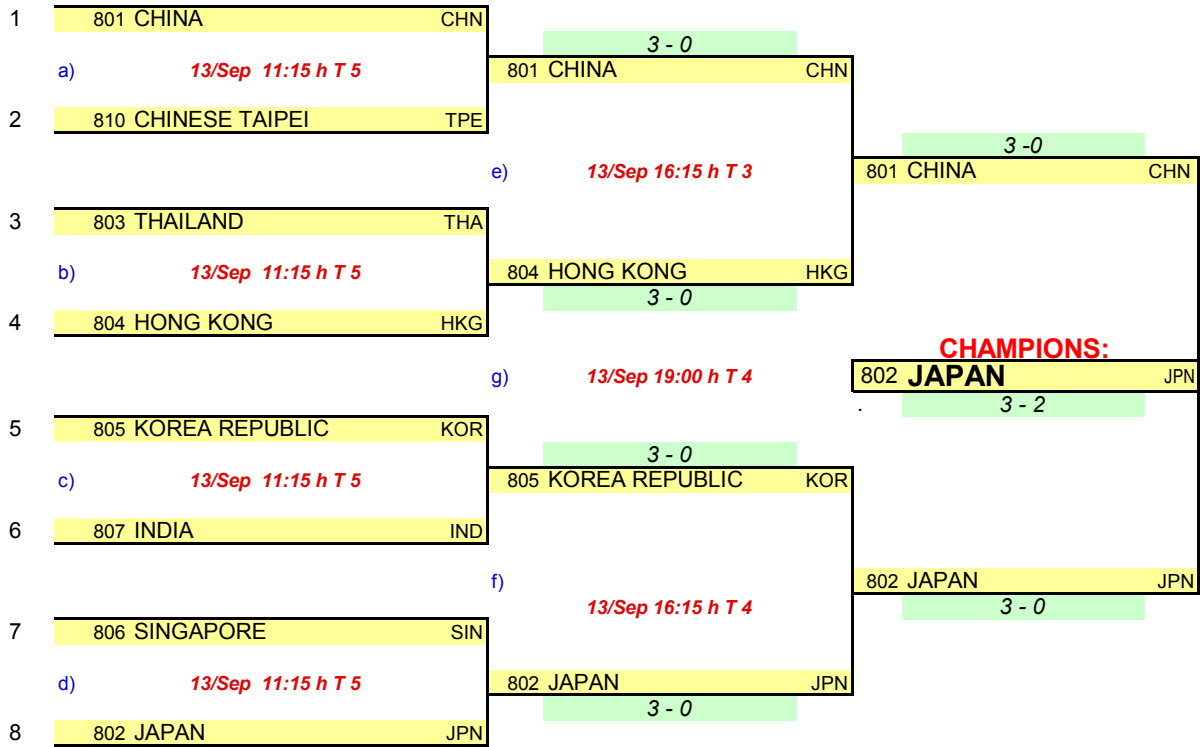 1 801 CHINA CHN
3 - 0
a) 13/Sep 11:15 h T 5 801 CHINA CHN
2 810 CHINESE TAIPEI TPE
3 -0
e) 13/Sep 16:15 h T 3 801 CHINA CHN
3 803 THAILAND THA
b) 13/Sep 11:15 h T 5 804 HONG KONG HKG
3 - 0
4 804 HONG KONG HKG
CHAMPIONS:
g) 13/Sep 19:00 h T 4 802 JAPAN JPN
. 3 - 2
5 805 KOREA REPUBLIC KOR
3 - 0
c) 13/Sep 11:15 h T 5 805 KOREA REPUBLIC KOR
6 807 INDIA IND
f) 802 JAPAN JPN
13/Sep 16:15 h T 4 3 - 0
7 806 SINGAPORE SIN
d) 13/Sep 11:15 h T 5 802 JAPAN JPN
3 - 0
8 802 JAPAN JPN